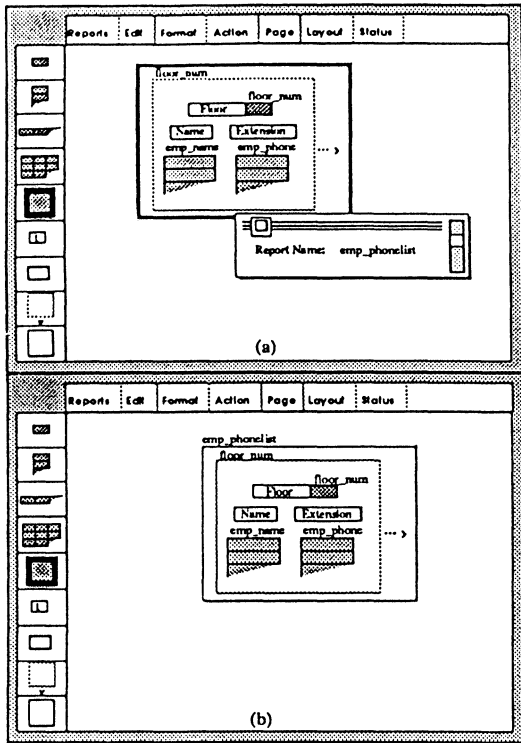 Reports Edit Format Action Page Layout Status
floor_num
floor_num
Floor
Name Extension
emp_name emp_phone
... >
Report Name: emp_phonelist
(a)
Reports Edit Format Action Page Layout Status
emp_phonelist
floor_num
floor_num
Floor
Name Extension
emp_name emp_phone
... >
(b)